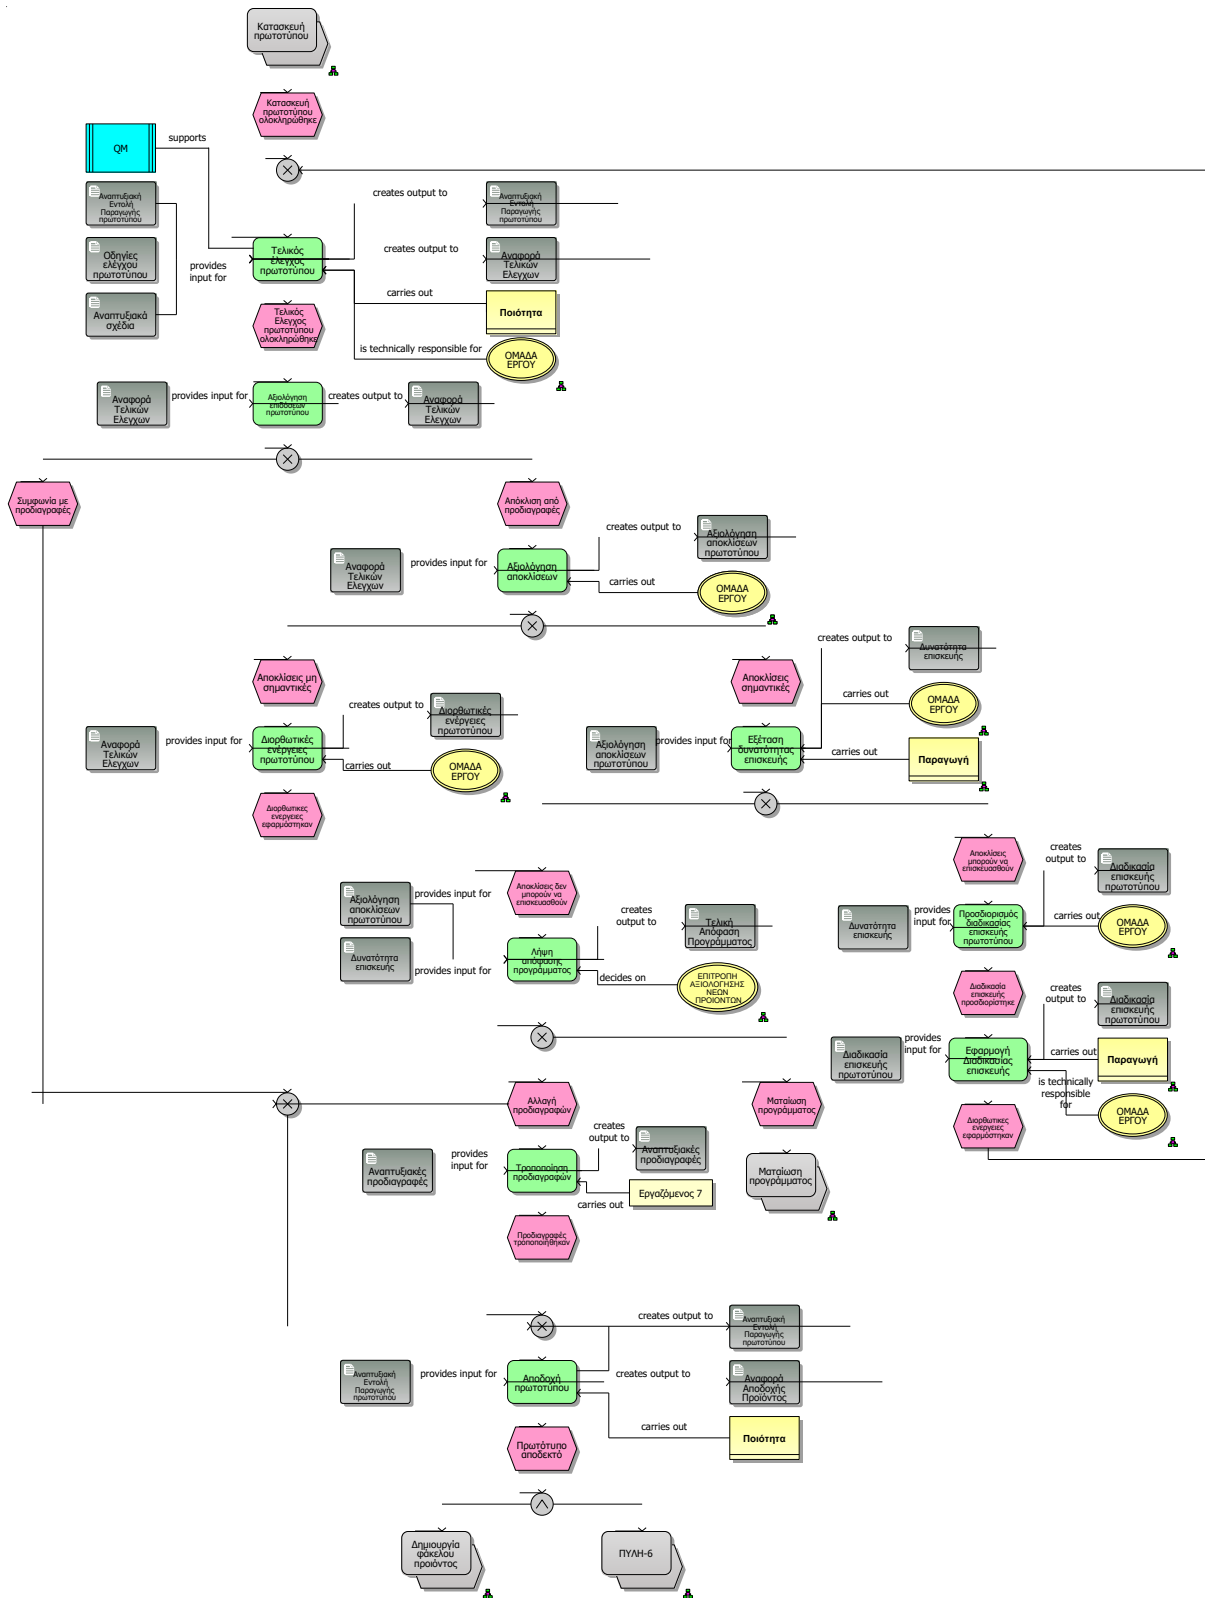 Κατασκευή
πρωτοτύπου
Κατασκευή
πρωτοτύπου
ολοκληρώθηκε
QM
supports
Αναπτυξιακή
Εντολή
Παραγωγής
πρωτοτύπου
Οδηγίες
ελέγχου
πρωτοτύπου
Αναπτυξιακά
σχέδια
provides
input for
Τελικός
έλεγχος
πρωτοτύπου
creates output to
Αναπτυξιακή
Εντολή
Παραγωγής
πρωτοτύπου
creates output to
Αναφορά
Τελικών
Ελεγχων
carries out
Ποιότητα
is technically responsible for
ΟΜΑΔΑ
ΕΡΓΟΥ
Τελικός
Ελεγχος
πρωτοτύπου
ολοκληρώθηκε
Αναφορά
Τελικών
Ελεγχων
provides input for
Αξιολόγηση
επιδόσεων
πρωτοτύπου
creates output to
Αναφορά
Τελικών
Ελεγχων
Συμφωνία με
προδιαγραφές
Απόκλιση από
προδιαγραφές
Αναφορά
Τελικών
Ελεγχων
provides input for
Αξιολόγηση
αποκλίσεων
creates output to
Αξιολόγηση
αποκλίσεων
πρωτοτύπου
carries out
ΟΜΑΔΑ
ΕΡΓΟΥ
Αποκλίσεις μη
σημαντικές
Αναφορά
Τελικών
Ελεγχων
provides input for
Διορθωτικές
ενέργειες
πρωτοτύπου
creates output to
Διορθωτικές
ενέργειες
πρωτοτύπου
carries out
ΟΜΑΔΑ
ΕΡΓΟΥ
Διορθωτικες
ενεργειες
εφαρμόστηκαν
Αποκλίσεις
σημαντικές
Αξιολόγηση
αποκλίσεων
πρωτοτύπου
provides input for
Εξέταση
δυνατότητας
επισκευής
creates output to
Δυνατότητα
επισκευής
carries out
ΟΜΑΔΑ
ΕΡΓΟΥ
carries out
Παραγωγή
Αποκλίσεις δεν
μπορούν να
επισκευασθούν
Αξιολόγηση
αποκλίσεων
πρωτοτύπου
provides input for
Δυνατότητα
επισκευής
provides input for
Λήψη
απόφασης
προγράμματος
creates
output to
Τελική
Απόφαση
Προγράμματος
decides on
ΕΠΙΤΡΟΠΗ
ΑΞΙΟΛΟΓΗΣΗΣ
ΝΕΩΝ
ΠΡΟΙΟΝΤΩΝ
Αποκλίσεις
μπορούν να
επισκευασθούν
Δυνατότητα
επισκευής
provides
input for
Προσδιορισμός
διαδικασίας
επισκευής
πρωτοτύπου
creates
output to
Διαδικασία
επισκευής
πρωτοτύπου
carries out
ΟΜΑΔΑ
ΕΡΓΟΥ
Διαδικασία
επισκευής
προσδιορίστηκε
Διαδικασία
επισκευής
πρωτοτύπου
provides
input for
Εφαρμογή
Διαδικασίας
επισκευής
creates
output to
Διαδικασία
επισκευής
πρωτοτύπου
carries out
Παραγωγή
is technically
responsible
for
ΟΜΑΔΑ
ΕΡΓΟΥ
Διορθωτικες
ενεργειες
εφαρμόστηκαν
Αλλαγή
προδιαγραφών
Ματαίωση
προγράμματος
Αναπτυξιακές
προδιαγραφές
provides
input for
Τροποποίηση
προδιαγραφών
creates
output to
Αναπτυξιακές
προδιαγραφές
carries out
Εργαζόμενος 7
Ματαίωση
προγράμματος
Προδιαγραφές
τροποποιήθηκαν
Αναπτυξιακή
Εντολή
Παραγωγής
πρωτοτύπου
provides input for
Αποδοχή
πρωτοτύπου
creates output to
Αναπτυξιακή
Εντολή
Παραγωγής
πρωτοτύπου
creates output to
Αναφορά
Αποδοχής
Προϊόντος
carries out
Ποιότητα
Πρωτότυπο
αποδεκτό
Δημιουργία
φάκελου
προιόντος
ΠΥΛΗ-6